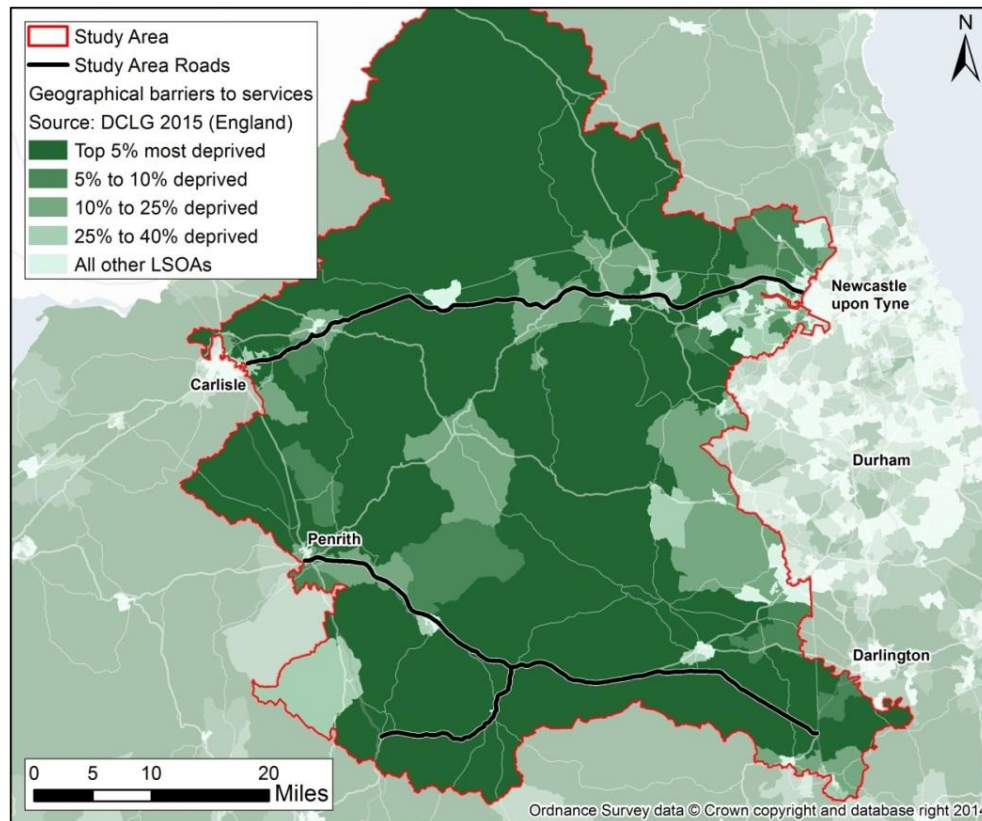 Study Area
Study Area Roads
Geographical barriers to services
Source: DCLG 2015 (England)
Top 5% most deprived
5% to 10% deprived
10% to 25% deprived
25% to 40% deprived
All other LSOAs
N
Newcastle
upon Tyne
Carlisle
Durham
Penrith
Darlington
0 5 10 20
Miles
Ordnance Survey data © Crown copyright and database right 2014